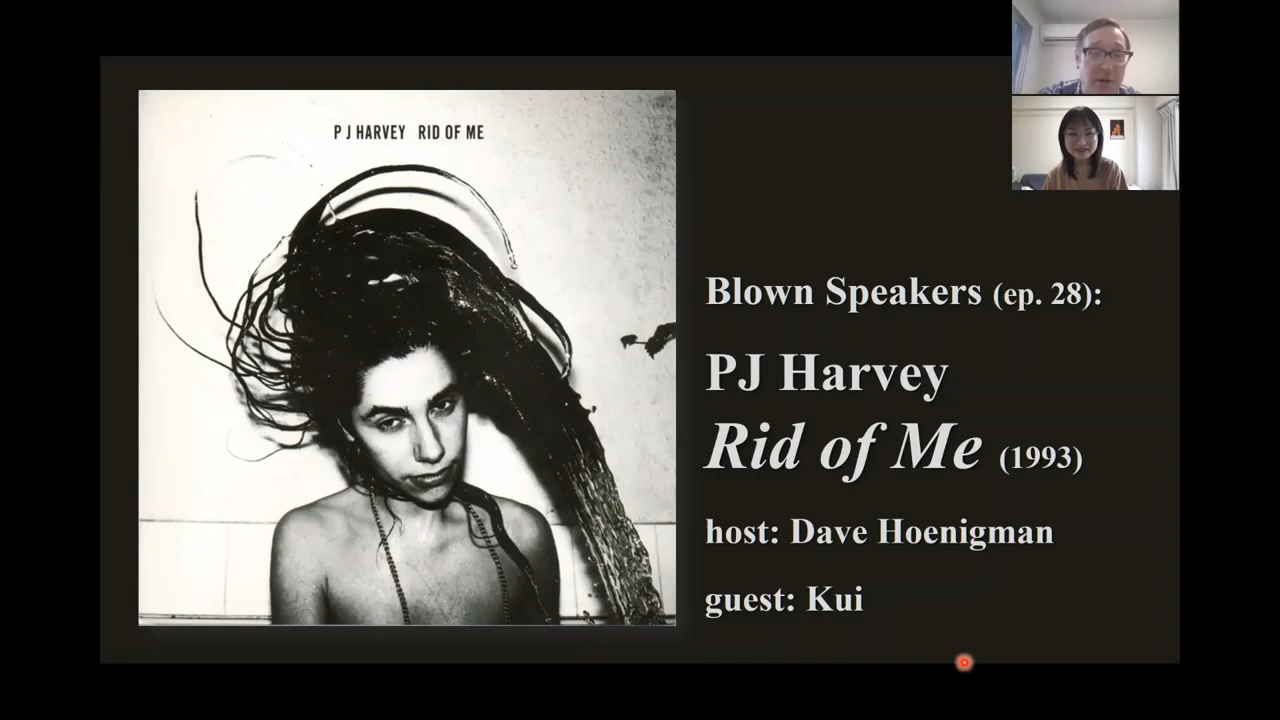 P J HARVEY RID OF ME
Blown Speakers (ep. 28):
PJ Harvey
Rid of Me (1993)
host: Dave Hoenigman
guest: Kui